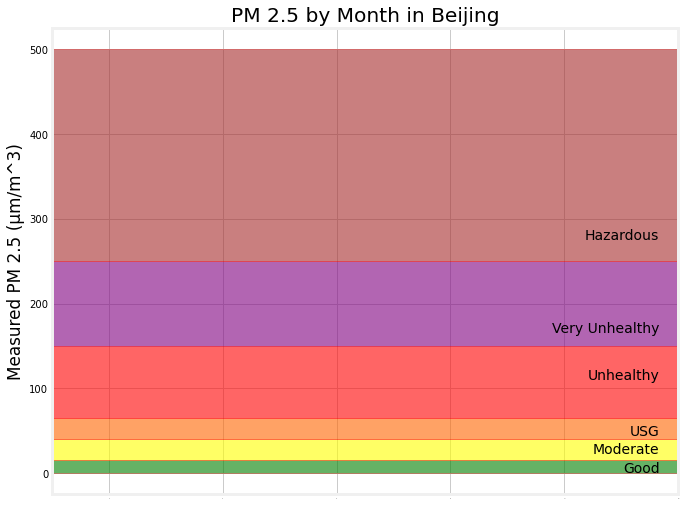 PM 2.5 by Month in Beijing
Measured PM 2.5 (µm/m^3)
500
400
300
200
100
0
Hazardous
Very Unhealthy
Unhealthy
USG
Moderate
Good